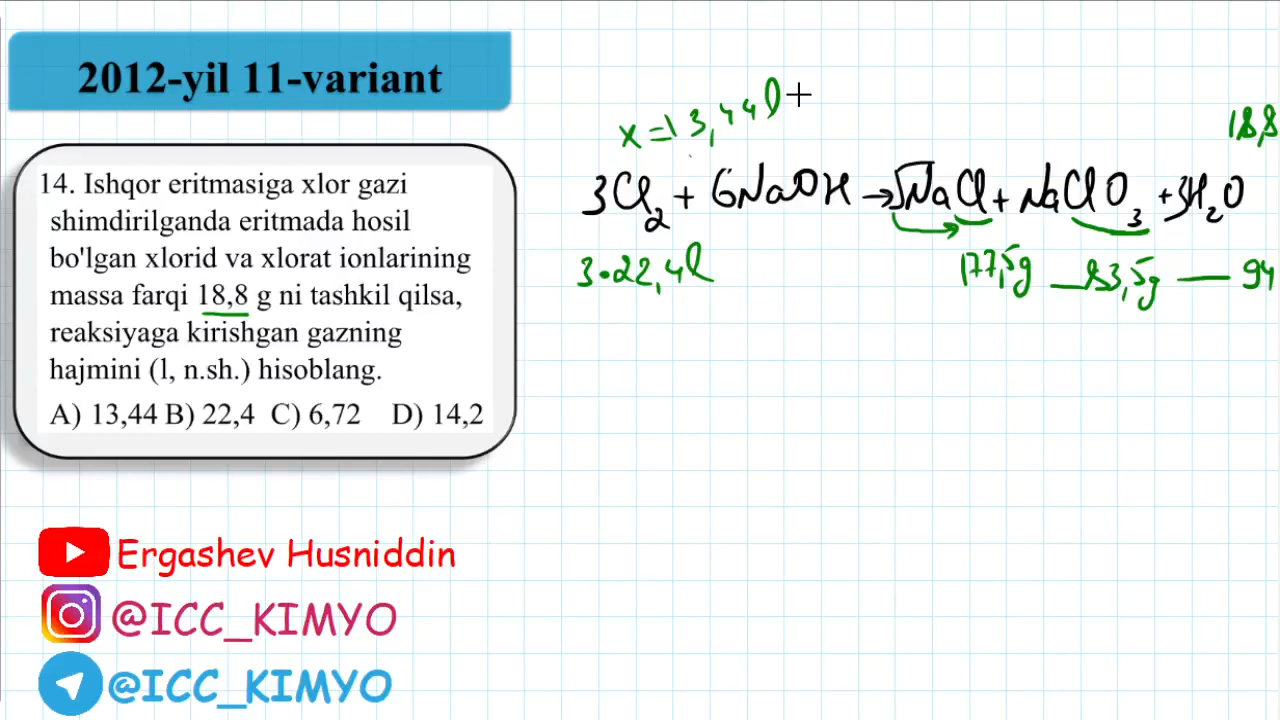 2012-yil 11-variant
14. Ishqor eritmasiga xlor gazi
shimdirilganda eritmada hosil
bo'lgan xlorid va xlorat ionlarining
massa farqi 18,8 g ni tashkil qilsa,
reaksiyaga kirishgan gazning
hajmini (l, n.sh.) hisoblang.
A) 13,44 B) 22,4 C) 6,72 D) 14,2
x=13,44l
18,8
3Cl₂ + 6NaOH → 5NaCl + NaClO₃ + 3H₂O
3•22,4l 177,5g — 83,5g — 94
Ergashev Husniddin
@ICC_KIMYO
@ICC_KIMYO